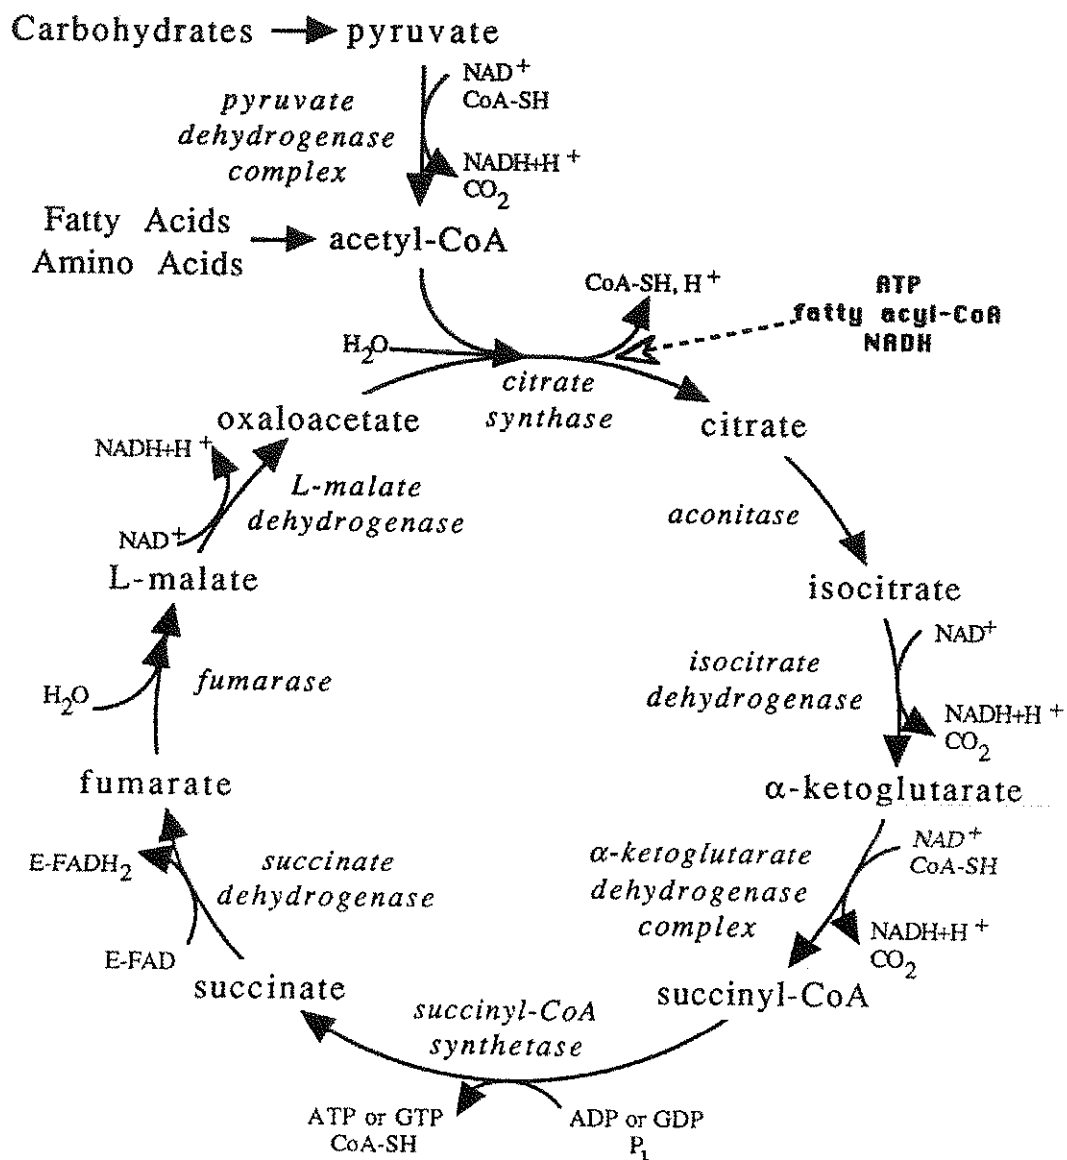 Carbohydrates → pyruvate
NAD+
CoA-SH
pyruvate
dehydrogenase
complex
NADH+H+
CO2
Fatty Acids
Amino Acids
acetyl-CoA
CoA-SH, H+
ATP
fatty acyl-CoA
NADH
H2O
citrate
synthase
oxaloacetate
citrate
NADH+H+
L-malate
dehydrogenase
aconitase
NAD+
L-malate
isocitrate
NAD+
isocitrate
dehydrogenase
fumarase
H2O
NADH+H+
CO2
fumarate
α-ketoglutarate
NAD+
CoA-SH
α-ketoglutarate
dehydrogenase
complex
E-FADH2
succinate
dehydrogenase
NADH+H+
CO2
E-FAD
succinate
succinyl-CoA
succinyl-CoA
synthetase
ATP or GTP
CoA-SH
ADP or GDP
Pi